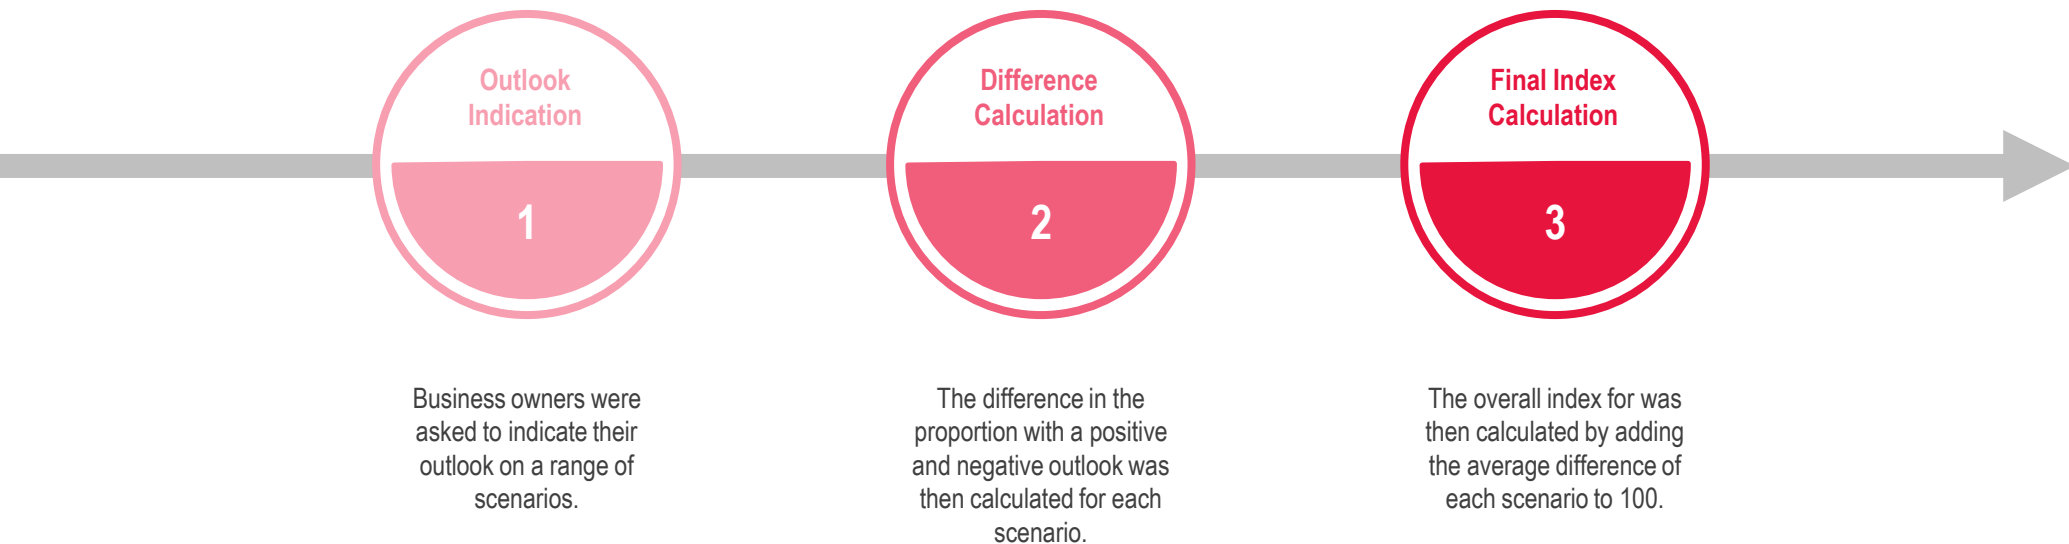 Outlook
Indication
1
Business owners were
asked to indicate their
outlook on a range of
scenarios.
Difference
Calculation
2
The difference in the
proportion with a positive
and negative outlook was
then calculated for each
scenario.
Final Index
Calculation
3
The overall index for was
then calculated by adding
the average difference of
each scenario to 100.